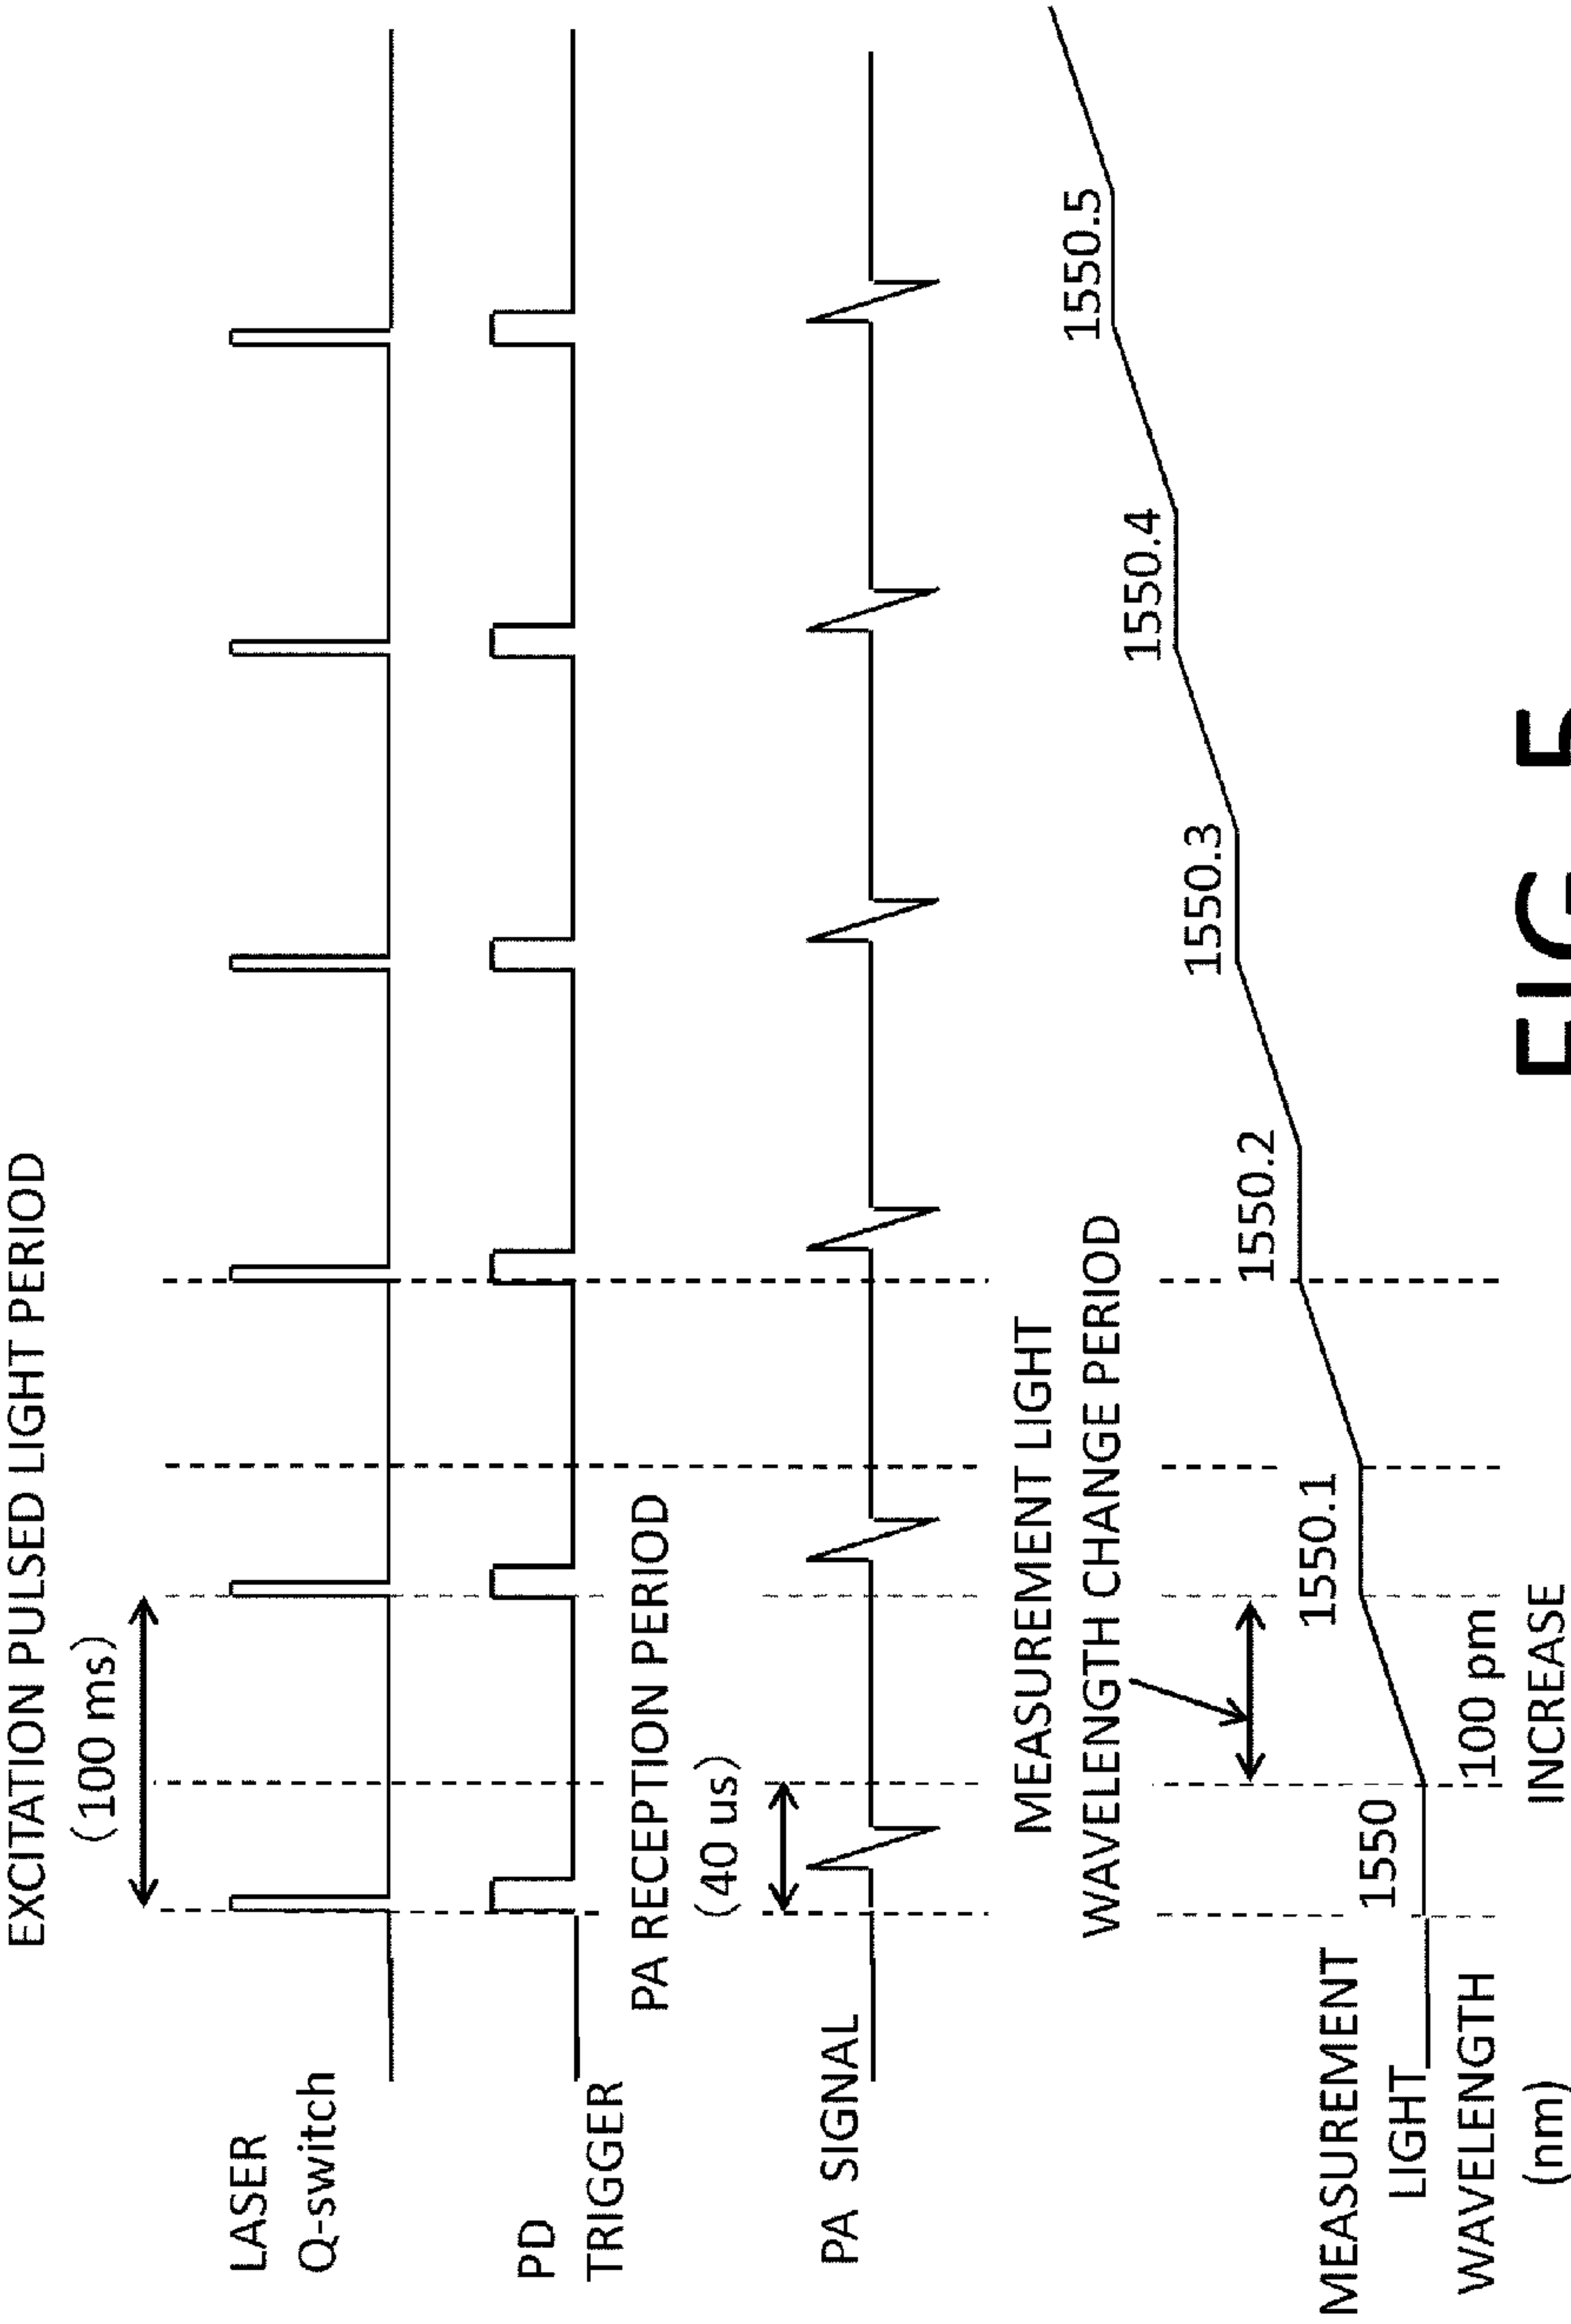 EXCITATION PULSED LIGHT PERIOD
(100 ms)
LASER
Q-switch
PD
TRIGGER
PA RECEPTION PERIOD
(40 us)
PA SIGNAL
MEASUREMENT LIGHT
WAVELENGTH CHANGE PERIOD
MEASUREMENT
LIGHT
WAVELENGTH
(nm)
1550
1550.1
1550.2
1550.3
1550.4
1550.5
100 pm
INCREASE
FIG. 5